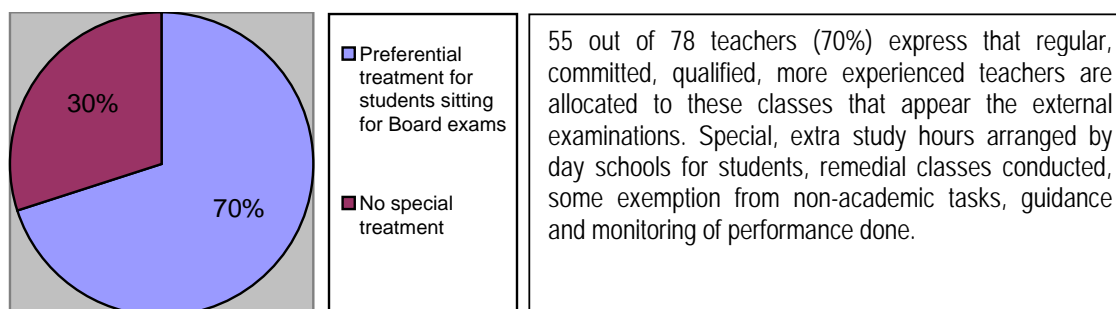 30%
70%
Preferential
treatment for
students sitting
for Board exams
No special
treatment
55 out of 78 teachers (70%) express that regular,
committed, qualified, more experienced teachers are
allocated to these classes that appear the external
examinations. Special, extra study hours arranged by
day schools for students, remedial classes conducted,
some exemption from non-academic tasks, guidance
and monitoring of performance done.